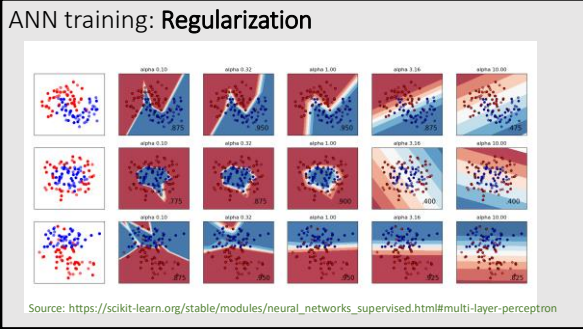 ANN training: Regularization
alpha 0.10 alpha 0.32 alpha 1.00 alpha 3.16 alpha 10.00
.875 .950 .950 .875 .475
alpha 0.10 alpha 0.32 alpha 1.00 alpha 3.16 alpha 10.00
.775 .875 .900 .400 .400
alpha 0.10 alpha 0.32 alpha 1.00 alpha 3.16 alpha 10.00
.875 .950 .950 .925 .825
Source: https://scikit-learn.org/stable/modules/neural_networks_supervised.html#multi-layer-perceptron